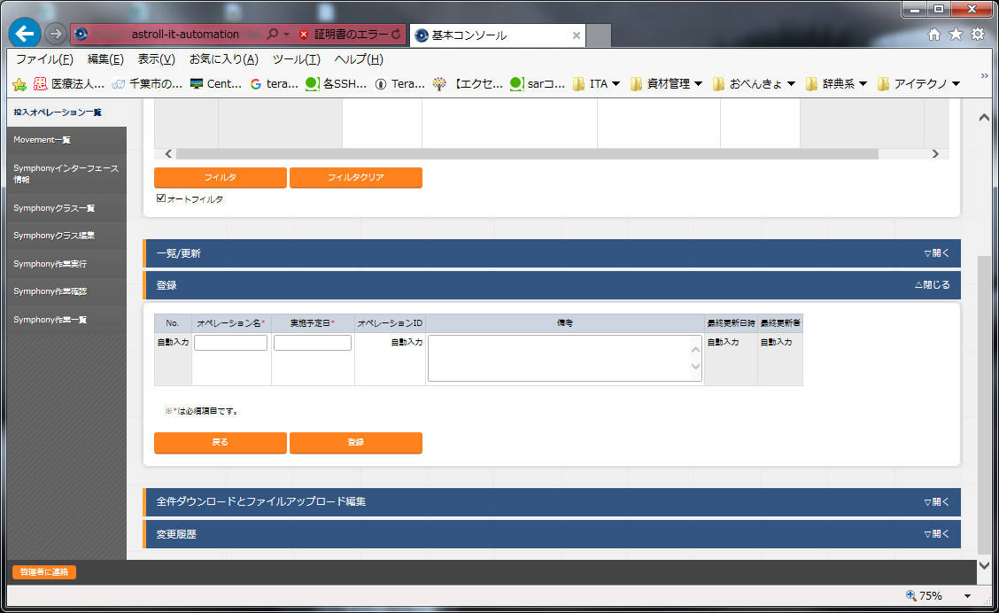 astroll-it-automation
証明書のエラー
基本コンソール
ファイル(F) 編集(E) 表示(V) お気に入り(A) ツール(T) ヘルプ(H)
医療法人... 千葉市の... Cent... tera... 各SSH... Tera... 【エクセ... sarコ... ITA 資材管理 おべんきょ 辞典系 アイテクノ »
投入オペレーション一覧
Movement一覧
Symphonyインターフェース
情報
Symphonyクラス一覧
Symphonyクラス編集
Symphony作業実行
Symphony作業確認
Symphony作業一覧
フィルタ フィルタクリア
オートフィルタ
一覧/更新 ▽開く
登録 △閉じる
No. オペレーション名* 実施予定日* オペレーションID 備考 最終更新日時 最終更新者
自動入力 自動入力 自動入力 自動入力
※*は必須項目です。
戻る 登録
全件ダウンロードとファイルアップロード編集 ▽開く
変更履歴 ▽開く
管理者に連絡
75%